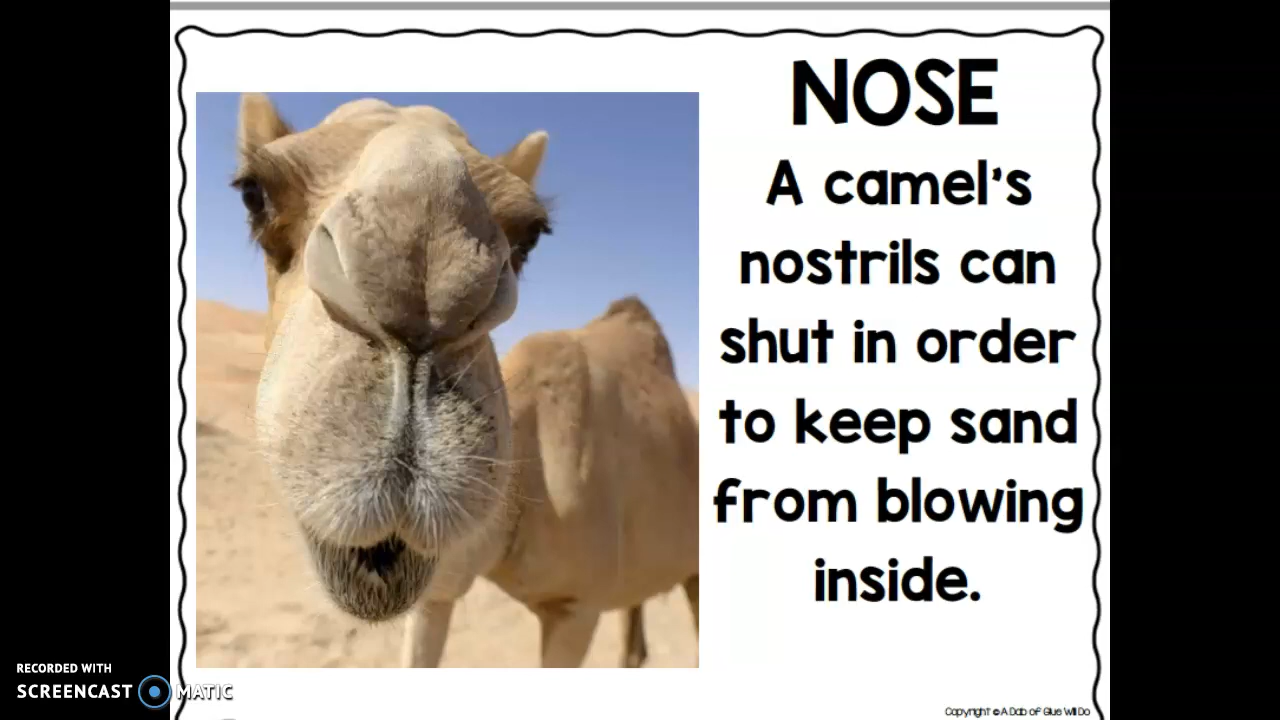 NOSE
A camel's
nostrils can
shut in order
to keep sand
from blowing
inside.
RECORDED WITH
SCREENCAST MATIC
Copyright © A Dab of Glue Will Do